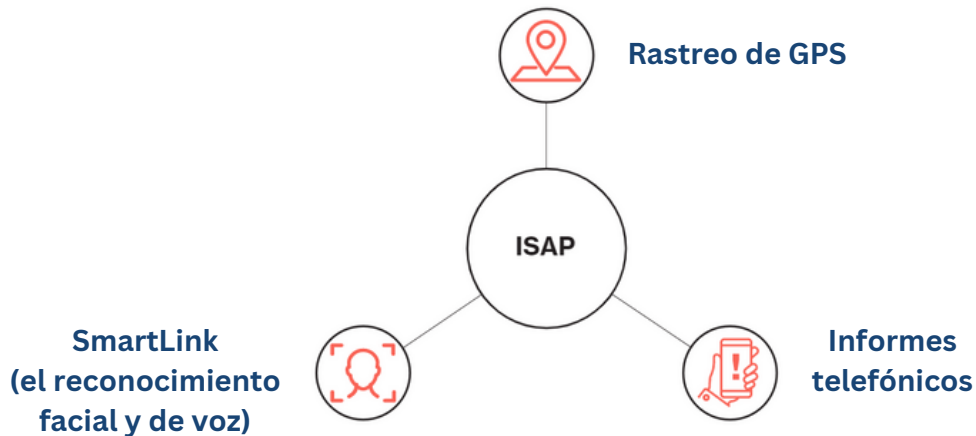 Rastreo de GPS
ISAP
SmartLink
(el reconocimiento
facial y de voz)
Informes
telefónicos